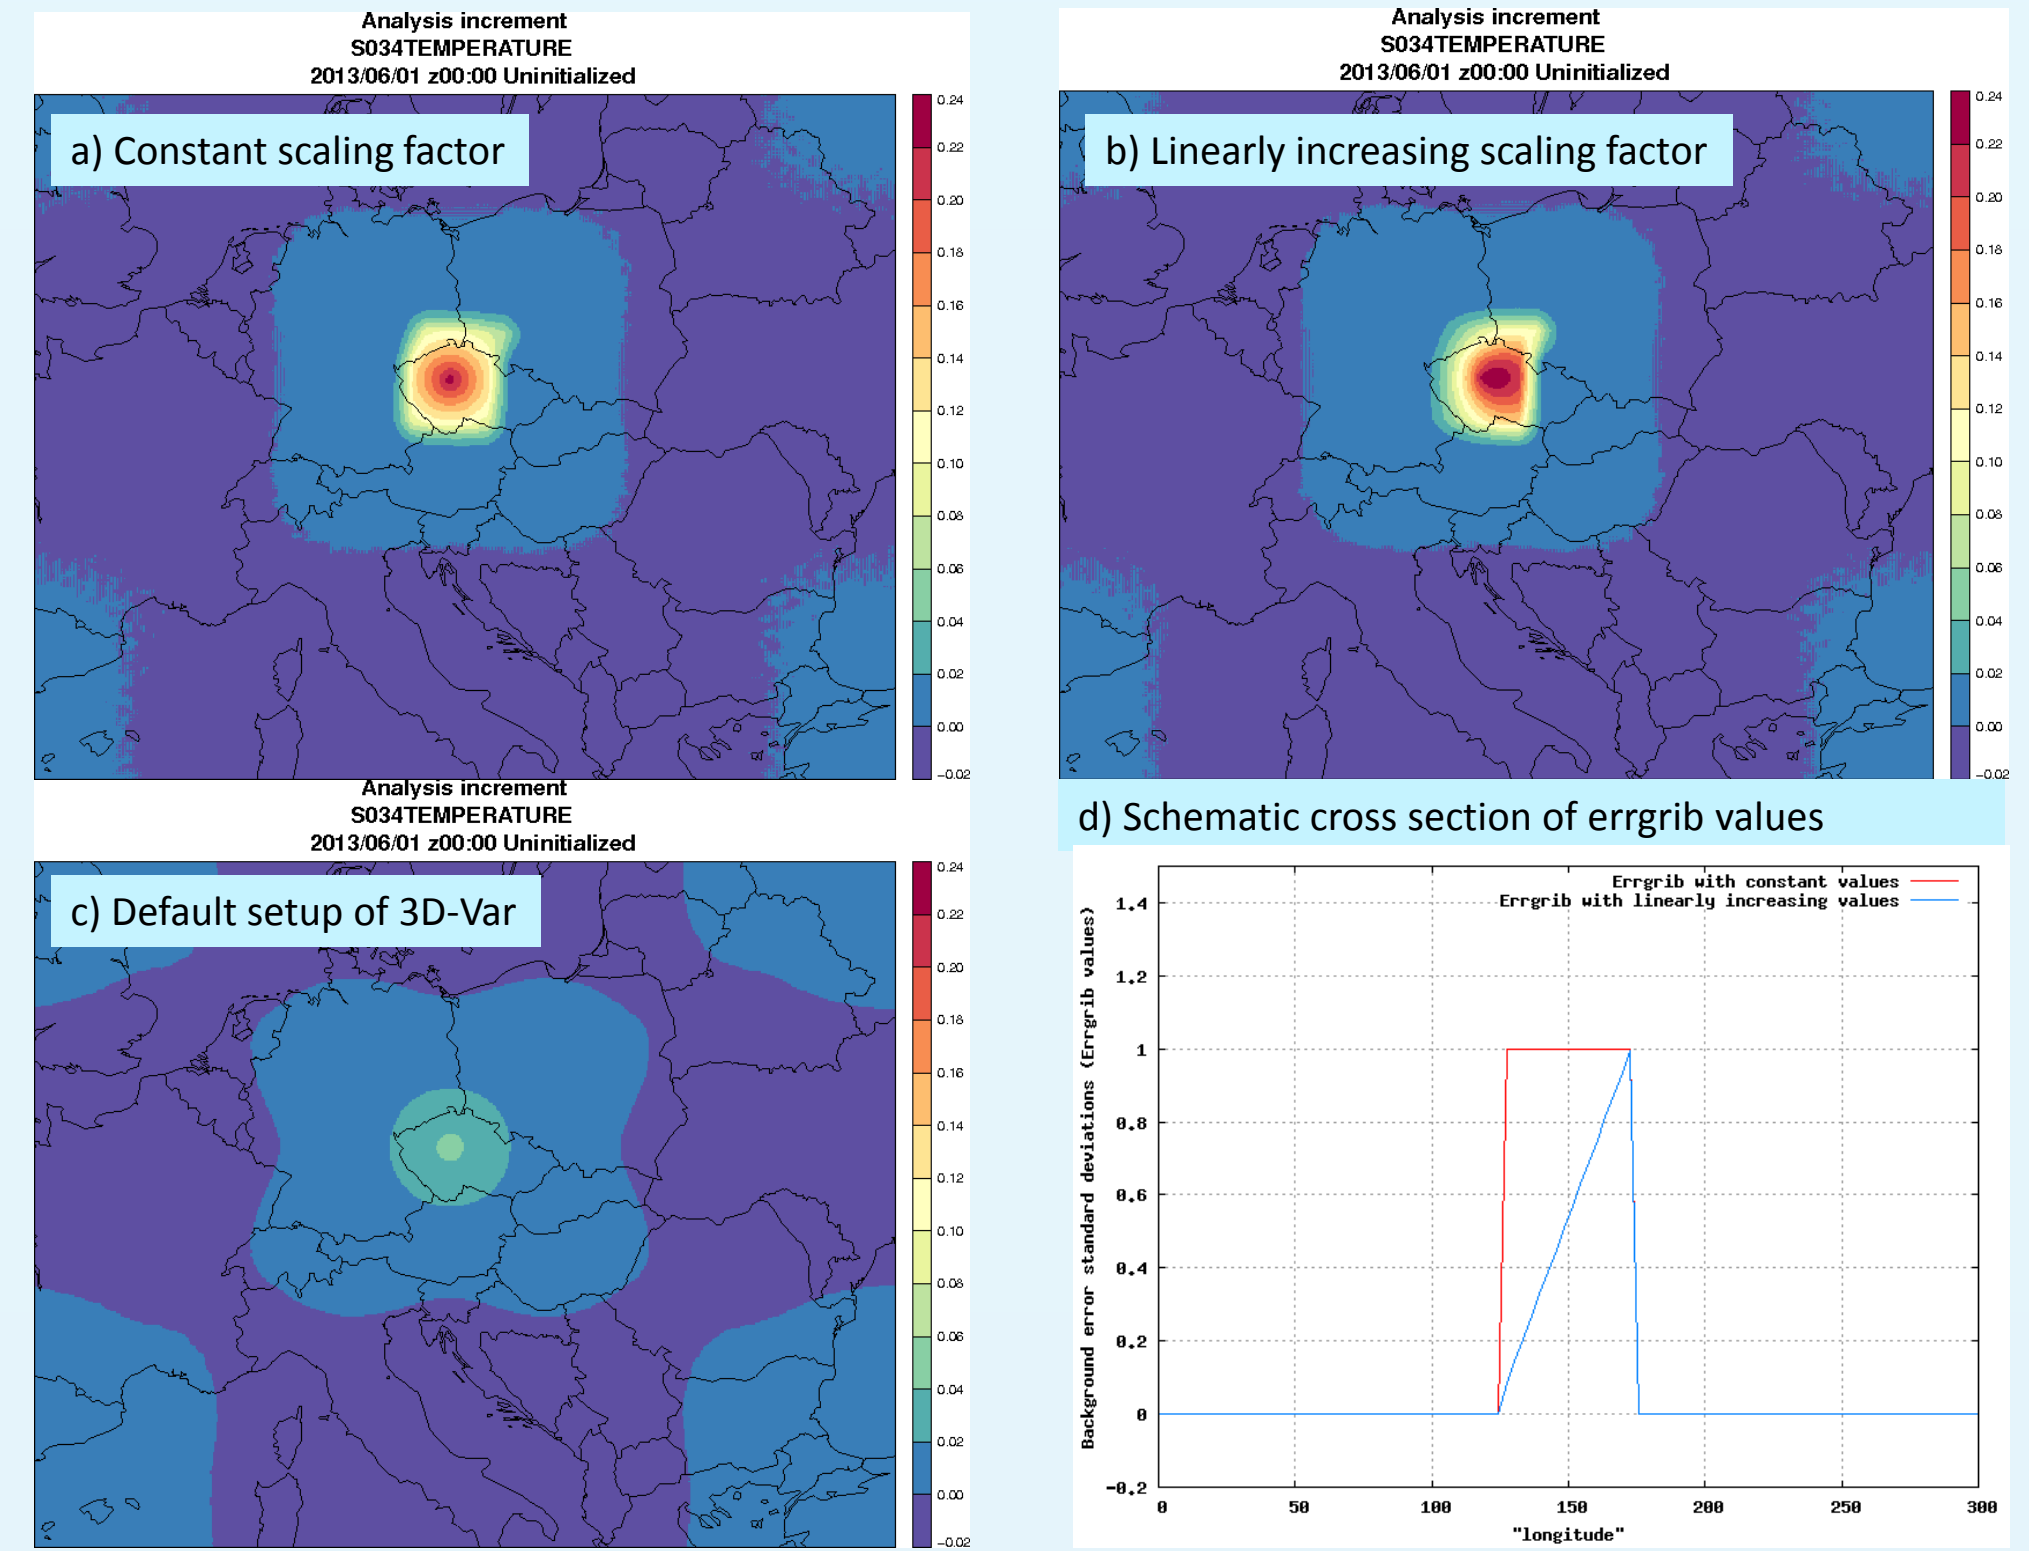 Analysis increment
S034TEMPERATURE
2013/06/01 z00:00 Uninitialized
a) Constant scaling factor
0.24
0.22
0.20
0.18
0.16
0.14
0.12
0.10
0.08
0.06
0.04
0.02
0.00
−0.02
Analysis increment
S034TEMPERATURE
2013/06/01 z00:00 Uninitialized
b) Linearly increasing scaling factor
0.24
0.22
0.20
0.18
0.16
0.14
0.12
0.10
0.08
0.06
0.04
0.02
0.00
−0.02
Analysis increment
S034TEMPERATURE
2013/06/01 z00:00 Uninitialized
c) Default setup of 3D-Var
0.24
0.22
0.20
0.18
0.16
0.14
0.12
0.10
0.08
0.06
0.04
0.02
0.00
−0.02
d) Schematic cross section of errgrib values
Errgrib with constant values
Errgrib with linearly increasing values
Background error standard deviations (Errgrib values)
1.4
1.2
1
0.8
0.6
0.4
0.2
0
-0.2
0 50 100 150 200 250 300
"longitude"